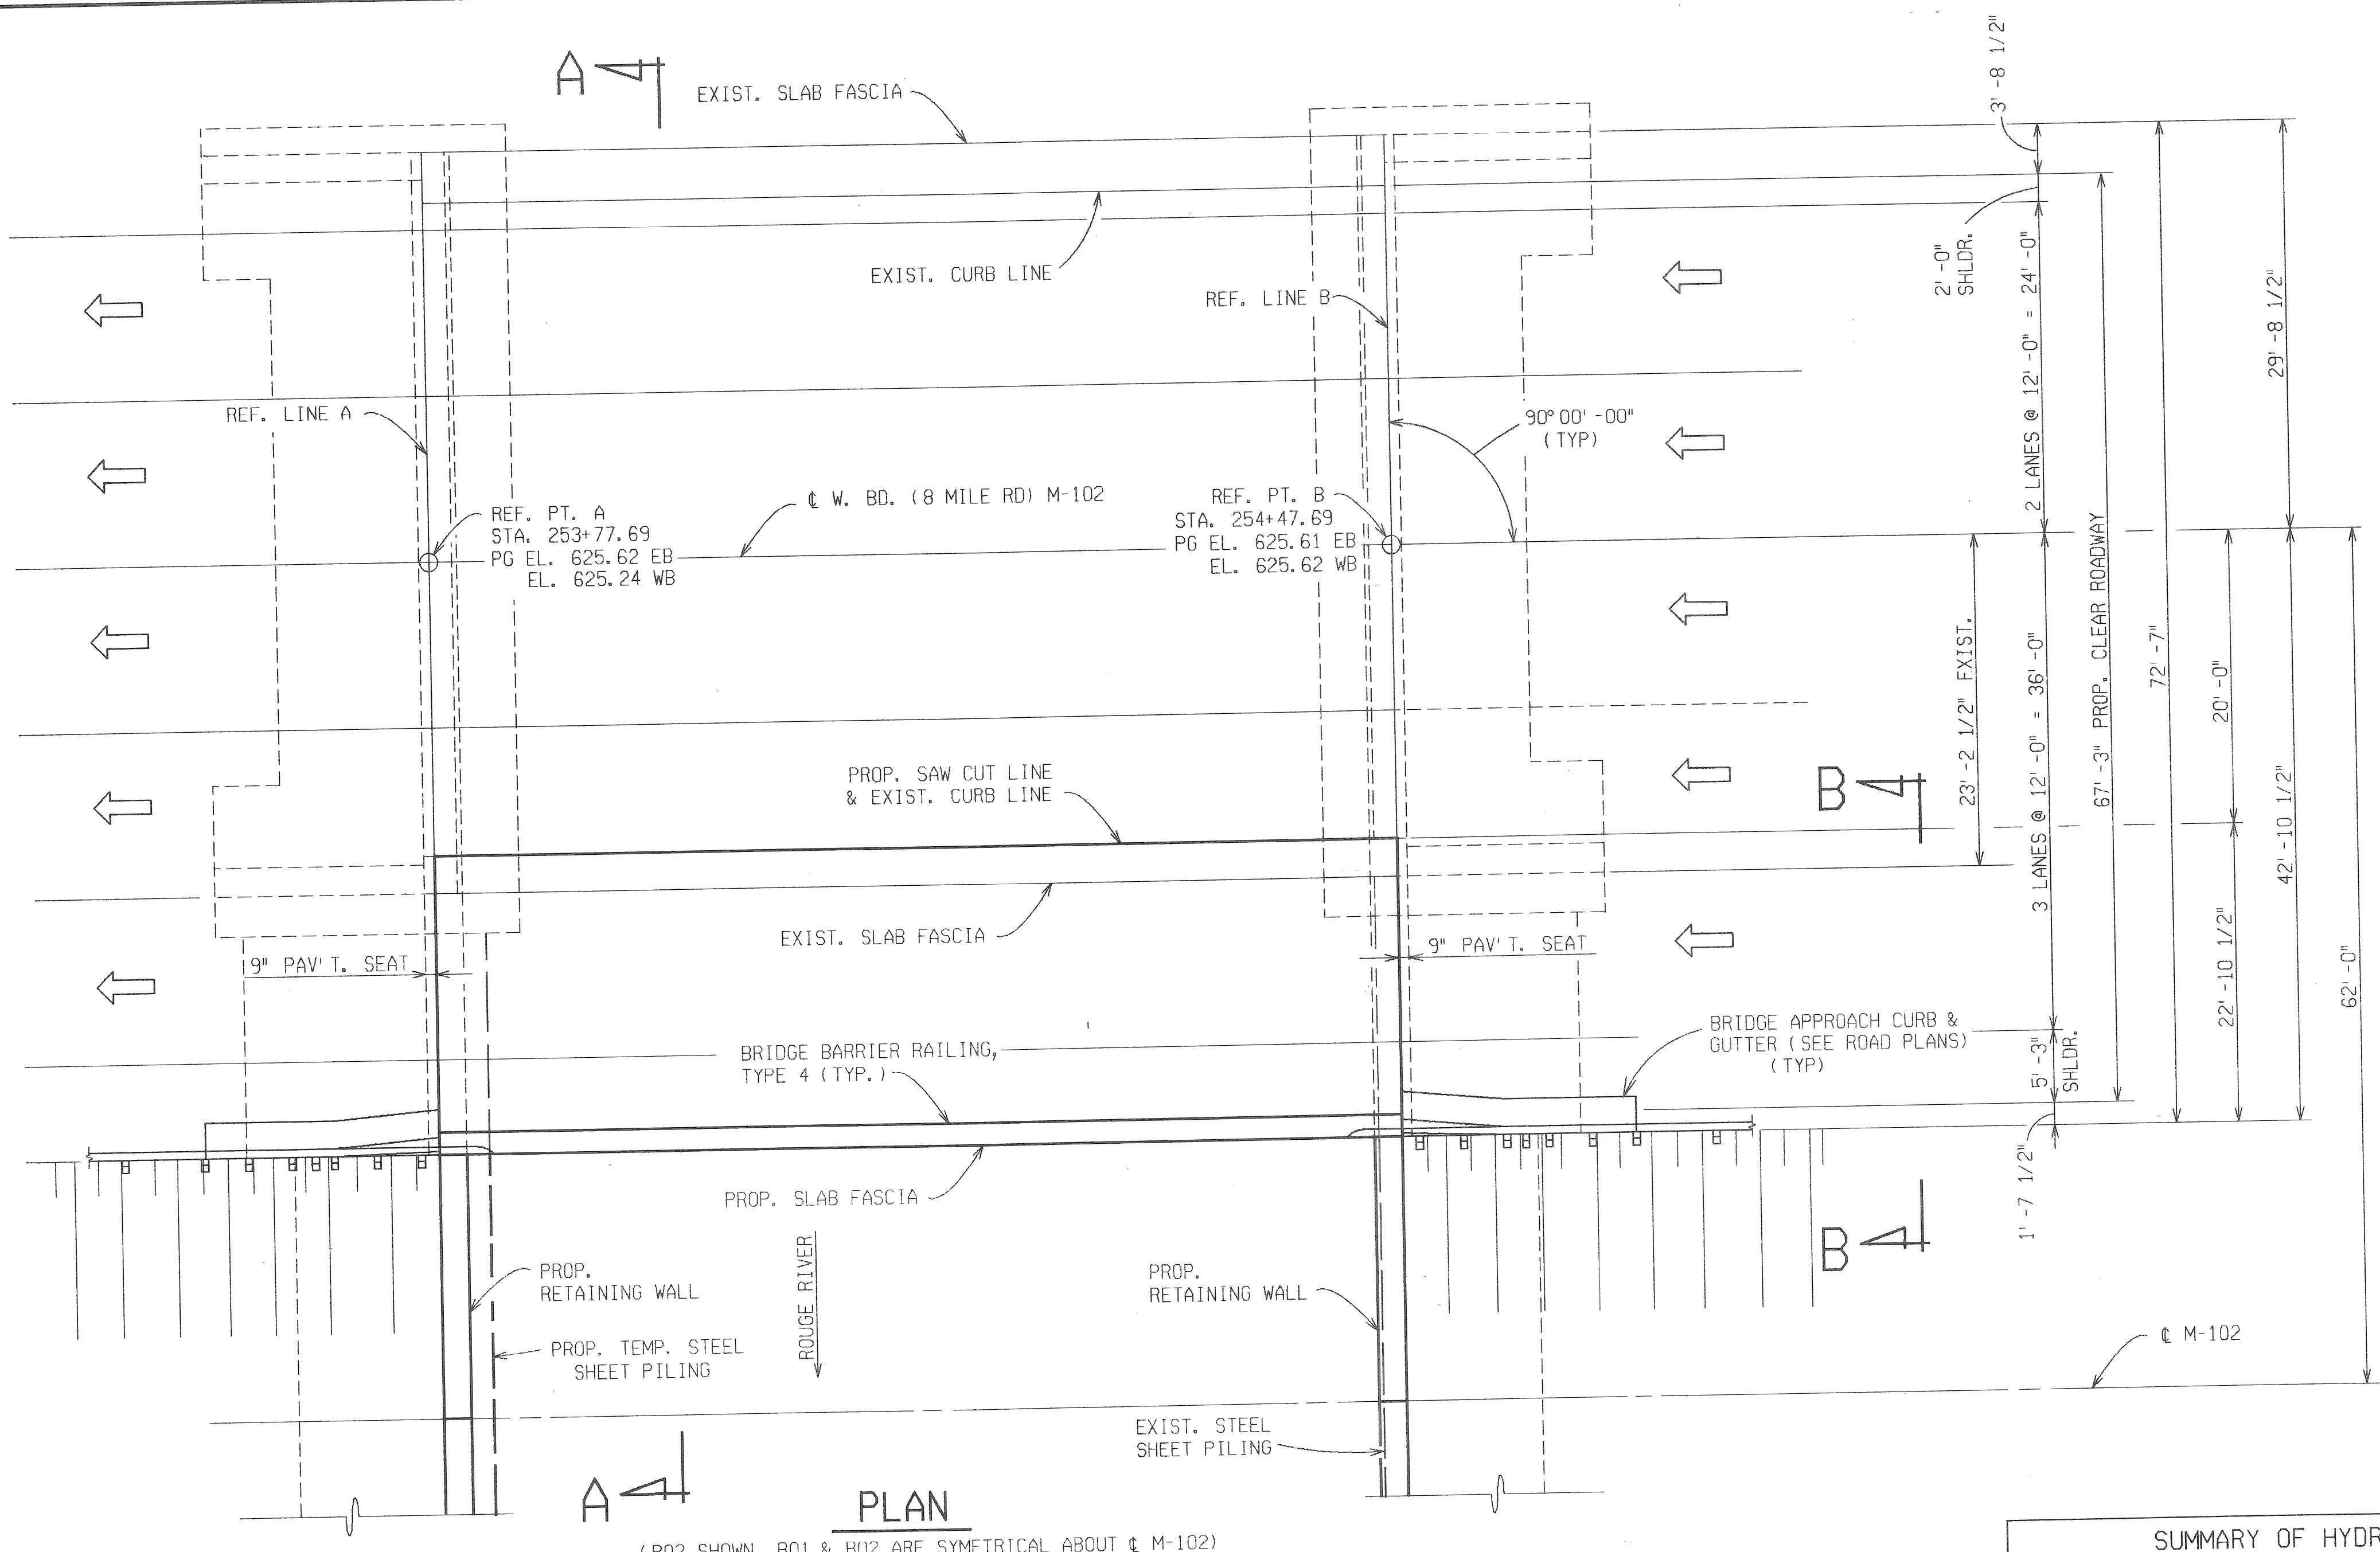 A
EXIST. SLAB FASCIA
3'-8 1/2"
EXIST. CURB LINE
REF. LINE B
2'-0"
SHLDR.
2 LANES @ 12'-0" = 24'-0"
29'-8 1/2"
REF. LINE A
90°00'-00"
(TYP)
℄ W. BD. (8 MILE RD) M-102
REF. PT. A
STA. 253+77.69
PG EL. 625.62 EB
EL. 625.24 WB
REF. PT. B
STA. 254+47.69
PG EL. 625.61 EB
EL. 625.62 WB
23'-2 1/2" EXIST.
3 LANES @ 12'-0" = 36'-0"
67'-3" PROP. CLEAR ROADWAY
72'-7"
20'-0"
42'-10 1/2"
62'-0"
PROP. SAW CUT LINE
& EXIST. CURB LINE
B
EXIST. SLAB FASCIA
9" PAV'T. SEAT
9" PAV'T. SEAT
22'-10 1/2"
BRIDGE BARRIER RAILING,
TYPE 4 (TYP.)
BRIDGE APPROACH CURB &
GUTTER (SEE ROAD PLANS)
(TYP)
5'-3"
SHLDR.
1'-7 1/2"
PROP. SLAB FASCIA
B
ROUGE RIVER
PROP.
RETAINING WALL
PROP.
RETAINING WALL
PROP. TEMP. STEEL
SHEET PILING
℄ M-102
EXIST. STEEL
SHEET PILING
A
PLAN
(R02 SHOWN, R01 & R02 ARE SYMETRICAL ABOUT ℄ M-102)
SUMMARY OF HYDR